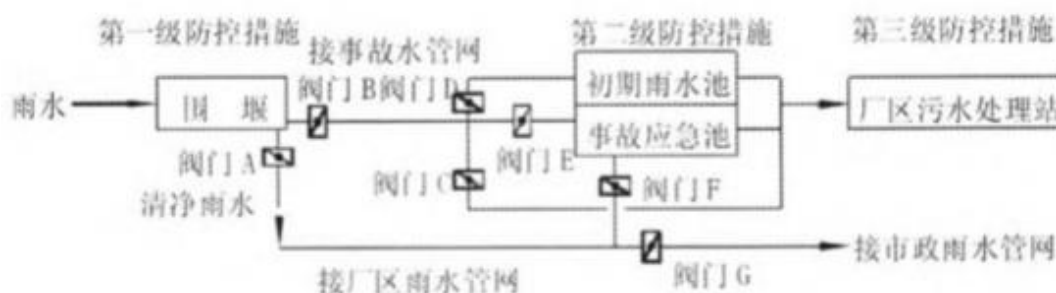 第一级防控措施
第二级防控措施
第三级防控措施
接事故水管网
雨水
围 堰
阀门B
阀门D
初期雨水池
事故应急池
厂区污水处理站
阀门A
阀门C
阀门E
阀门F
清净雨水
接厂区雨水管网
阀门G
接市政雨水管网